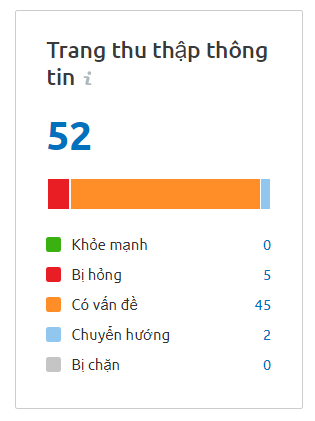 Trang thu thập thông
tin
52
Khỏe mạnh 0
Bị hỏng 5
Có vấn đề 45
Chuyển hướng 2
Bị chặn 0